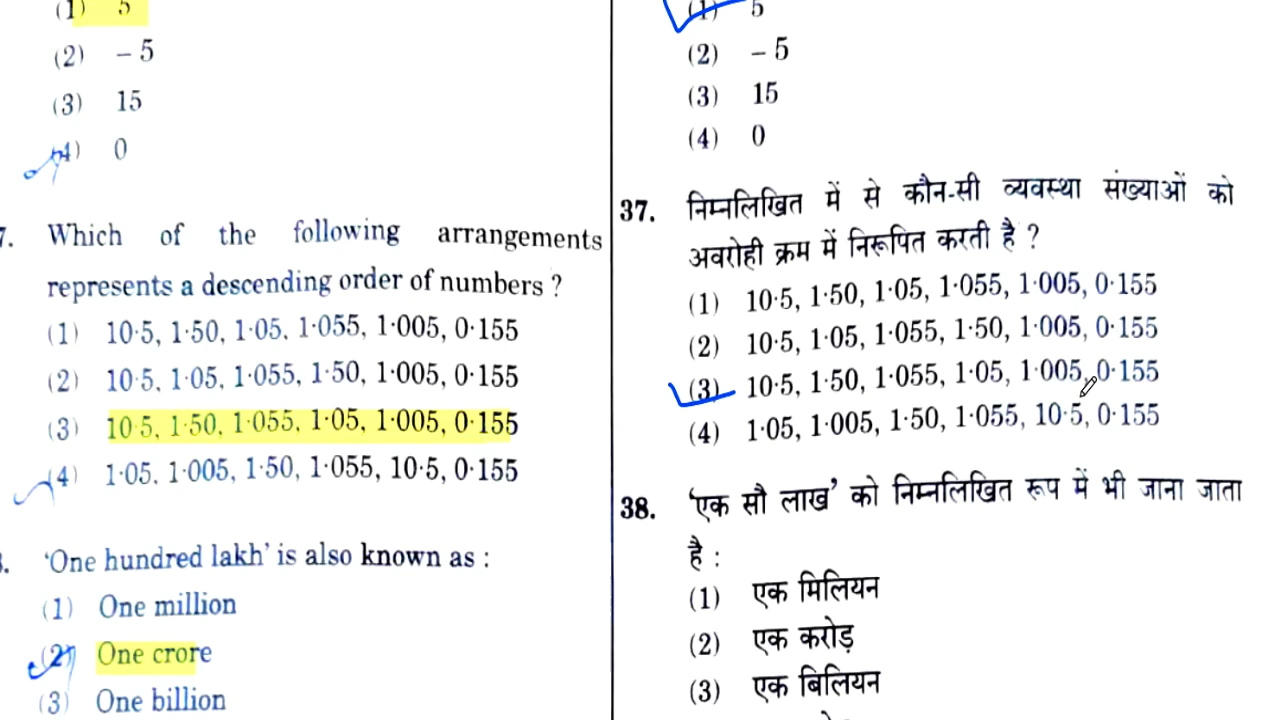 (1) 5
(2) – 5
(3) 15
(4) 0
7. Which of the following arrangements
represents a descending order of numbers ?
(1) 10·5, 1·50, 1·05, 1·055, 1·005, 0·155
(2) 10·5, 1·05, 1·055, 1·50, 1·005, 0·155
(3) 10·5, 1·50, 1·055, 1·05, 1·005, 0·155
(4) 1·05, 1·005, 1·50, 1·055, 10·5, 0·155
'One hundred lakh' is also known as :
(1) One million
(2) One crore
(3) One billion
(1) 5
(2) – 5
(3) 15
(4) 0
37. निम्नलिखित में से कौन-सी व्यवस्था संख्याओं को
अवरोही क्रम में निरूपित करती है ?
(1) 10·5, 1·50, 1·05, 1·055, 1·005, 0·155
(2) 10·5, 1·05, 1·055, 1·50, 1·005, 0·155
(3) 10·5, 1·50, 1·055, 1·05, 1·005, 0·155
(4) 1·05, 1·005, 1·50, 1·055, 10·5, 0·155
38. 'एक सौ लाख' को निम्नलिखित रूप में भी जाना जाता
है :
(1) एक मिलियन
(2) एक करोड़
(3) एक बिलियन